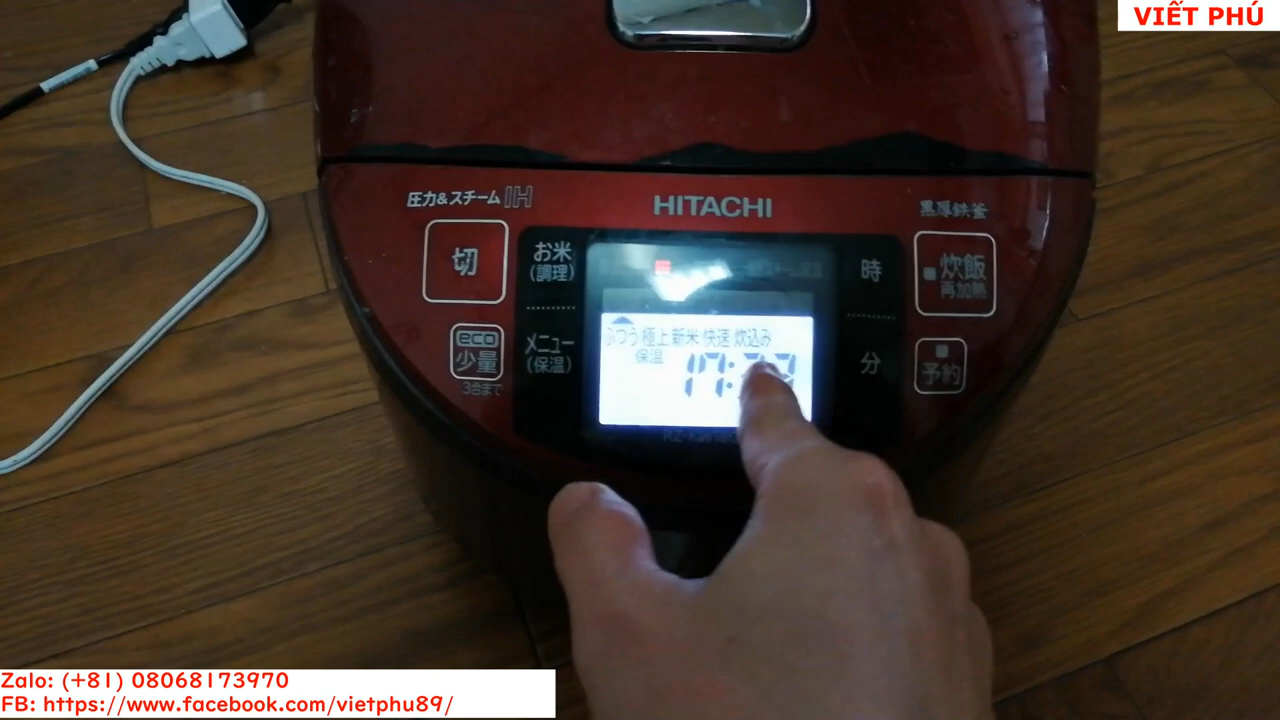 VIẾT PHÚ
圧力&スチームIH
HITACHI
黒厚鉄釜
切
お米
(調理)
時
炊飯
再加熱
ふつう 極上 新米 快速 炊込み
保温
eco
少量
3合まで
メニュー
(保温)
分
予約
Zalo: (+81) 08068173970
FB: https://www.facebook.com/vietphu89/